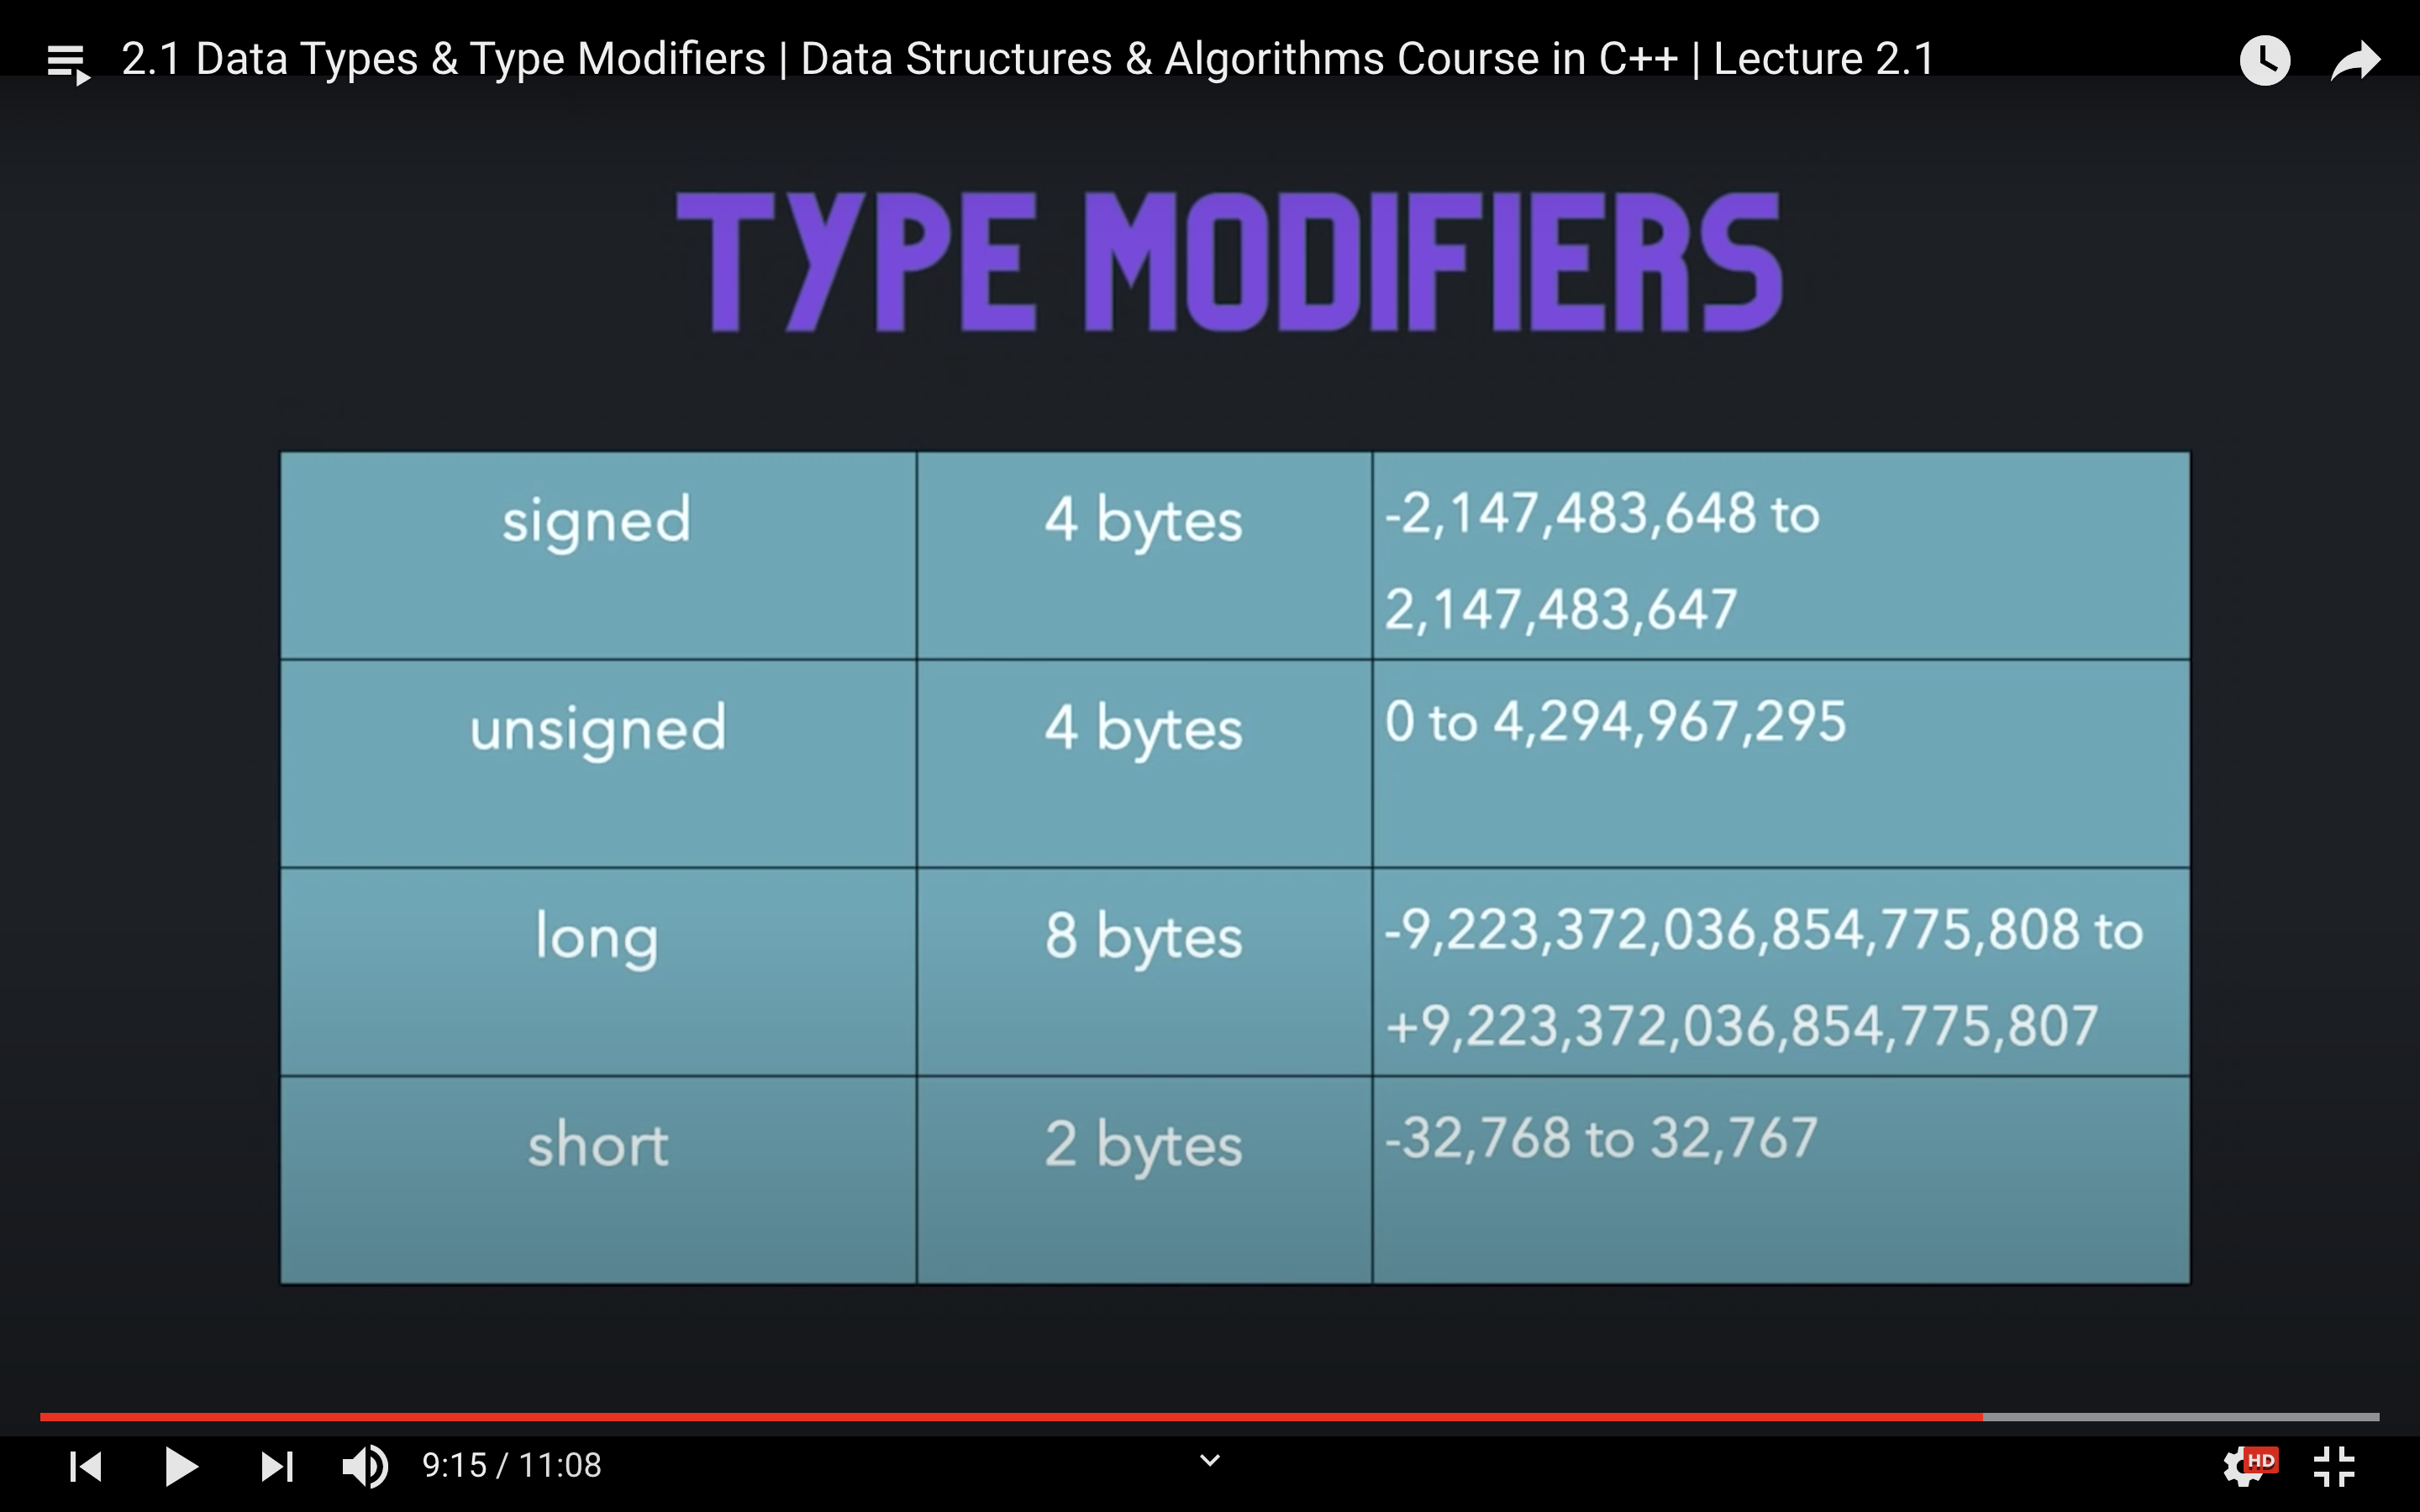 2.1 Data Types & Type Modifiers | Data Structures & Algorithms Course in C++ | Lecture 2.1
TYPE MODIFIERS
signed
4 bytes
-2,147,483,648 to
2,147,483,647
unsigned
4 bytes
0 to 4,294,967,295
long
8 bytes
-9,223,372,036,854,775,808 to
+9,223,372,036,854,775,807
short
2 bytes
-32,768 to 32,767
9:15 / 11:08
HD